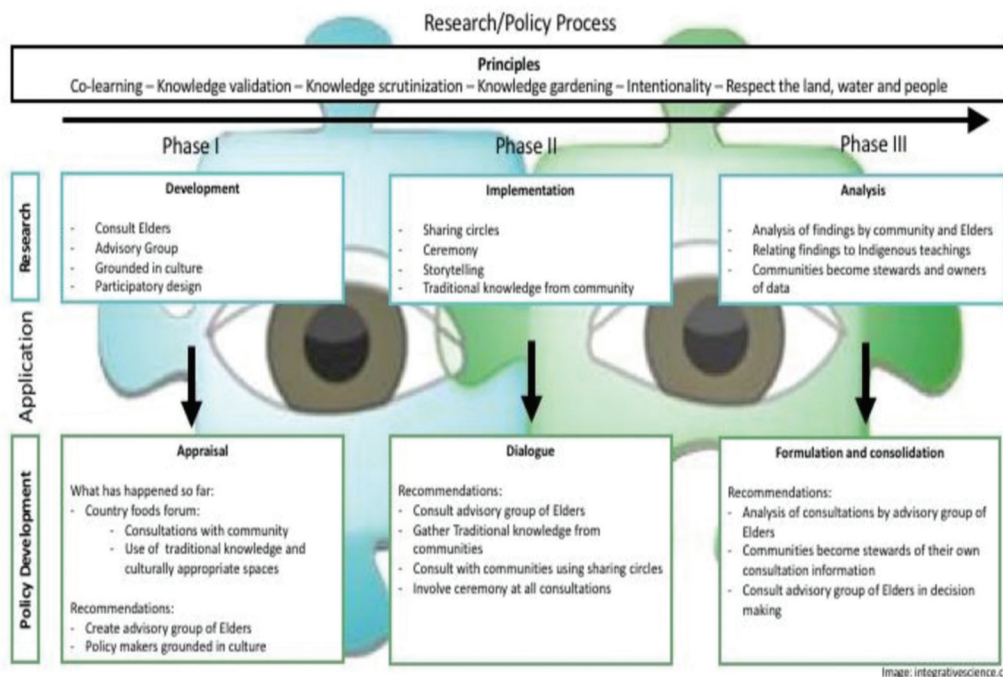 Research/Policy Process
Principles
Co-learning – Knowledge validation – Knowledge scrutinization – Knowledge gardening – Intentionality – Respect the land, water and people
Phase I
Phase II
Phase III
Research
Development
- Consult Elders
- Advisory Group
- Grounded in culture
- Participatory design
Implementation
- Sharing circles
- Ceremony
- Storytelling
- Traditional knowledge from community
Analysis
- Analysis of findings by community and Elders
- Relating findings to Indigenous teachings
- Communities become stewards and owners
of data
Application
Policy Development
Appraisal
What has happened so far:
- Country foods forum:
- Consultations with community
- Use of traditional knowledge and
culturally appropriate spaces
Recommendations:
- Create advisory group of Elders
- Policy makers grounded in culture
Dialogue
Recommendations:
- Consult advisory group of Elders
- Gather Traditional knowledge from
communities
- Consult with communities using sharing circles
- Involve ceremony at all consultations
Formulation and consolidation
Recommendations:
- Analysis of consultations by advisory group of
Elders
- Communities become stewards of their own
consultation information
- Consult advisory group of Elders in decision
making
Image: integrativescience.c